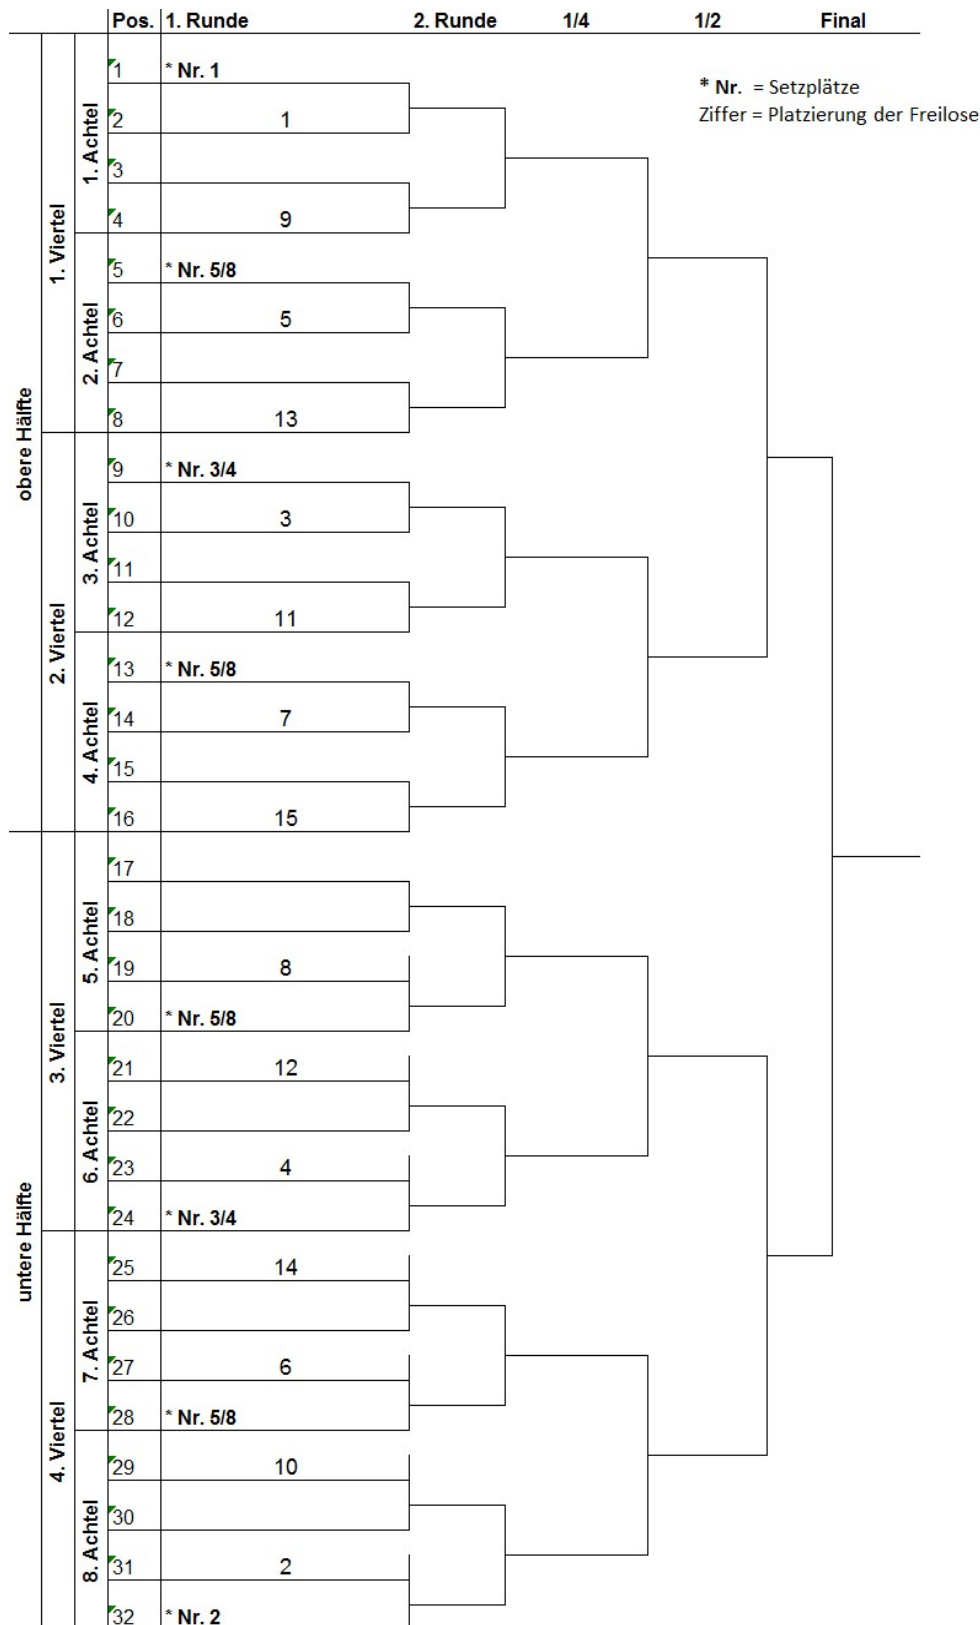 Pos. 1. Runde 2. Runde 1/4 1/2 Final
* Nr. = Setzplätze
Ziffer = Platzierung der Freilose
obere Hälfte
1. Viertel
1. Achtel
1 * Nr. 1
2 1
3
4 9
2. Achtel
5 * Nr. 5/8
6 5
7
8 13
2. Viertel
3. Achtel
9 * Nr. 3/4
10 3
11
12 11
4. Achtel
13 * Nr. 5/8
14 7
15
16 15
untere Hälfte
3. Viertel
5. Achtel
17
18
19 8
20 * Nr. 5/8
6. Achtel
21 12
22
23 4
24 * Nr. 3/4
4. Viertel
7. Achtel
25 14
26
27 6
28 * Nr. 5/8
8. Achtel
29 10
30
31 2
32 * Nr. 2